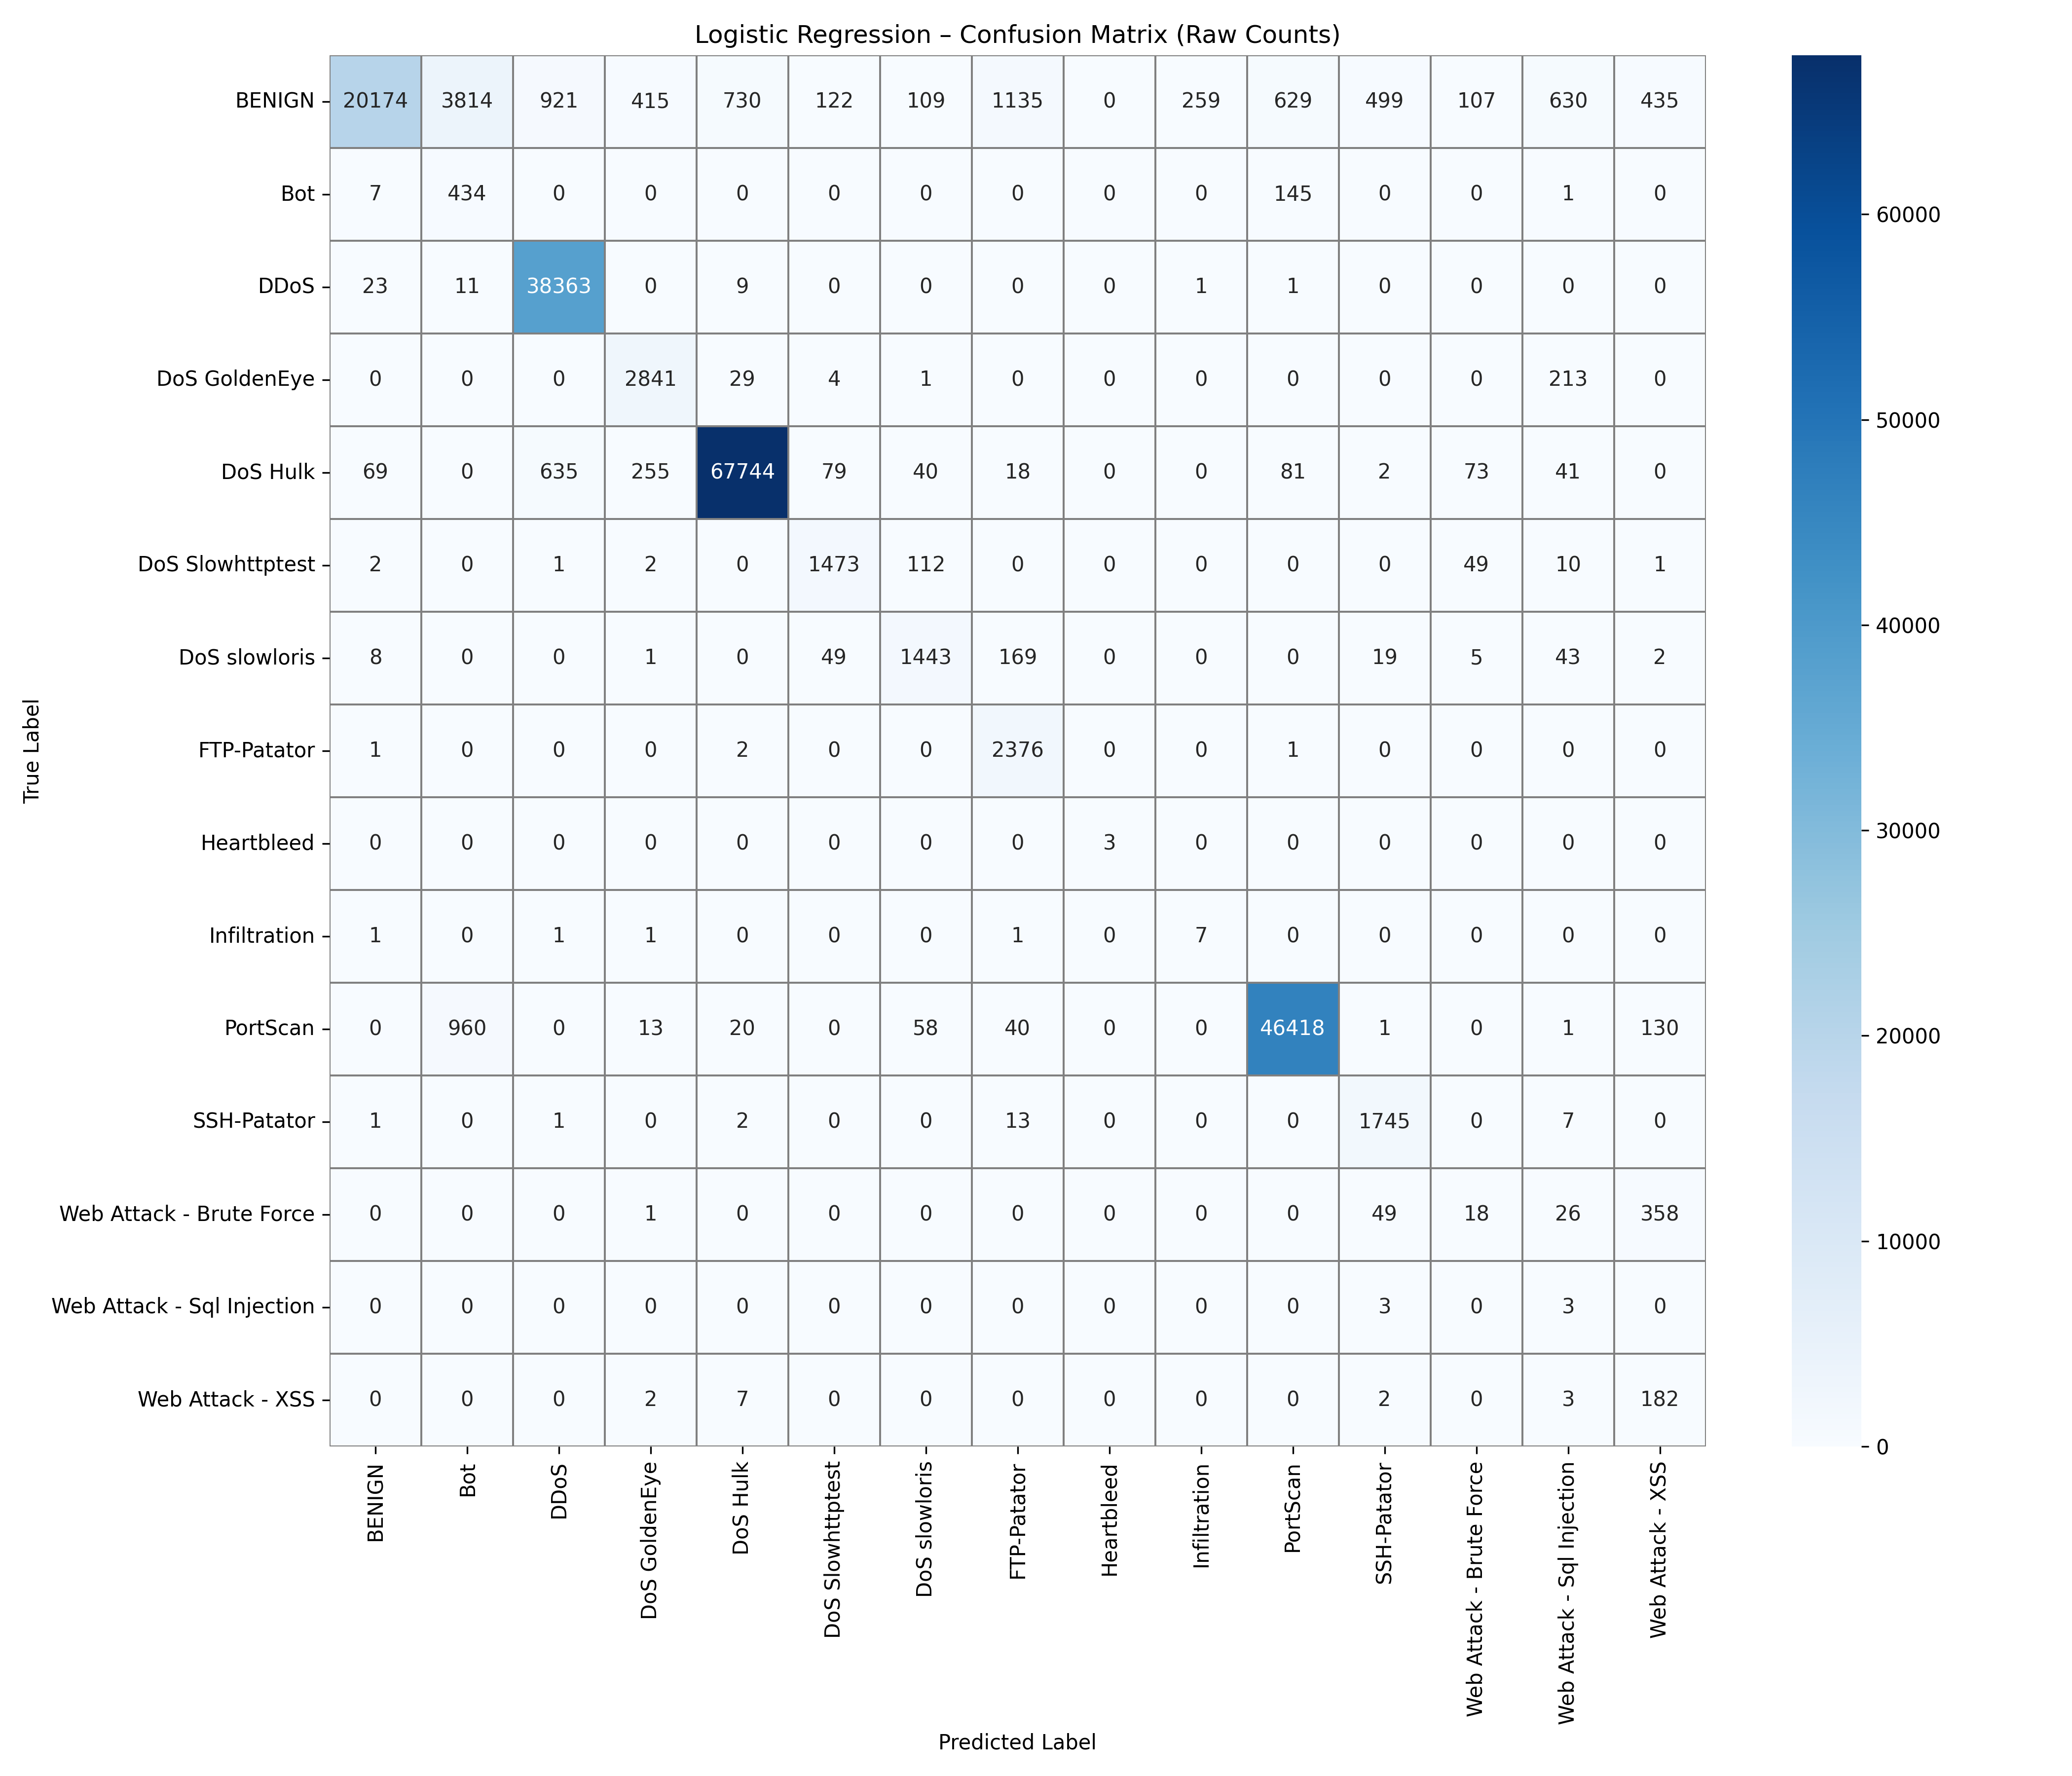 Logistic Regression – Confusion Matrix (Raw Counts)
True Label
BENIGN 20174 3814 921 415 730 122 109 1135 0 259 629 499 107 630 435
Bot 7 434 0 0 0 0 0 0 0 0 145 0 0 1 0
DDoS 23 11 38363 0 9 0 0 0 0 1 1 0 0 0 0
DoS GoldenEye 0 0 0 2841 29 4 1 0 0 0 0 0 0 213 0
DoS Hulk 69 0 635 255 67744 79 40 18 0 0 81 2 73 41 0
DoS Slowhttptest 2 0 1 2 0 1473 112 0 0 0 0 0 49 10 1
DoS slowloris 8 0 0 1 0 49 1443 169 0 0 0 19 5 43 2
FTP-Patator 1 0 0 0 2 0 0 2376 0 0 1 0 0 0 0
Heartbleed 0 0 0 0 0 0 0 0 3 0 0 0 0 0 0
Infiltration 1 0 1 1 0 0 0 1 0 7 0 0 0 0 0
PortScan 0 960 0 13 20 0 58 40 0 0 46418 1 0 1 130
SSH-Patator 1 0 1 0 2 0 0 13 0 0 0 1745 0 7 0
Web Attack - Brute Force 0 0 0 1 0 0 0 0 0 0 0 49 18 26 358
Web Attack - Sql Injection 0 0 0 0 0 0 0 0 0 0 0 3 0 3 0
Web Attack - XSS 0 0 0 2 7 0 0 0 0 0 0 2 0 3 182
BENIGN
Bot
DDoS
DoS GoldenEye
DoS Hulk
DoS Slowhttptest
DoS slowloris
FTP-Patator
Heartbleed
Infiltration
PortScan
SSH-Patator
Web Attack - Brute Force
Web Attack - Sql Injection
Web Attack - XSS
Predicted Label
60000
50000
40000
30000
20000
10000
0